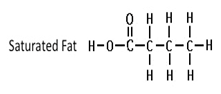 O H H H
Saturated Fat H-O-C-C-C-C-H
H H H